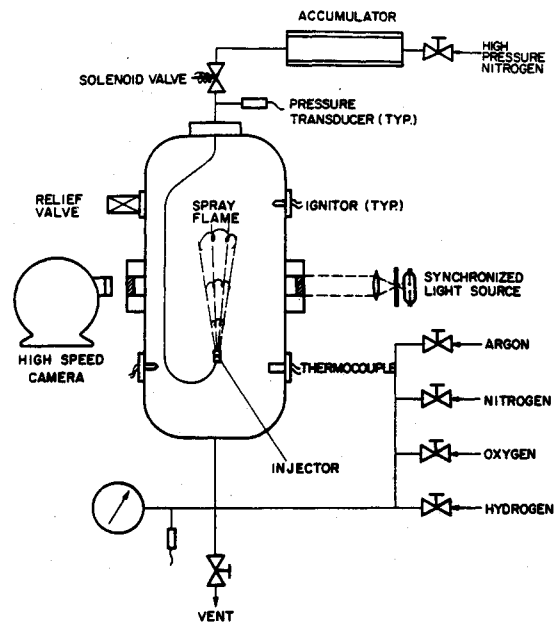 ACCUMULATOR
HIGH
PRESSURE
NITROGEN
SOLENOID VALVE
PRESSURE
TRANSDUCER (TYP.)
RELIEF
VALVE
SPRAY
FLAME
IGNITOR (TYP.)
SYNCHRONIZED
LIGHT SOURCE
HIGH SPEED
CAMERA
THERMOCOUPLE
ARGON
NITROGEN
OXYGEN
INJECTOR
HYDROGEN
VENT